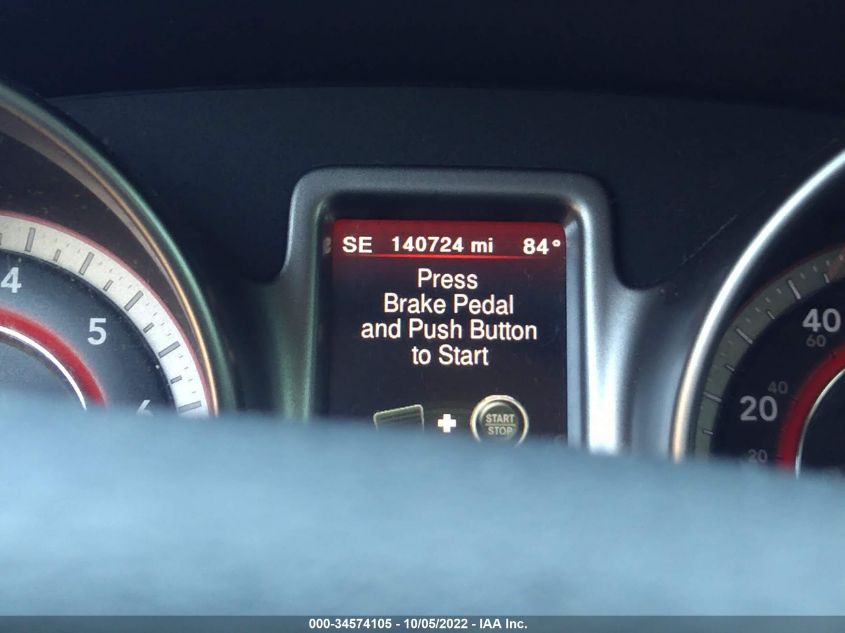 SE 140724 mi 84°
Press
Brake Pedal
and Push Button
to Start
START
STOP
4
5
6
40
60
20
40
20
000-34574105 - 10/05/2022 - IAA Inc.